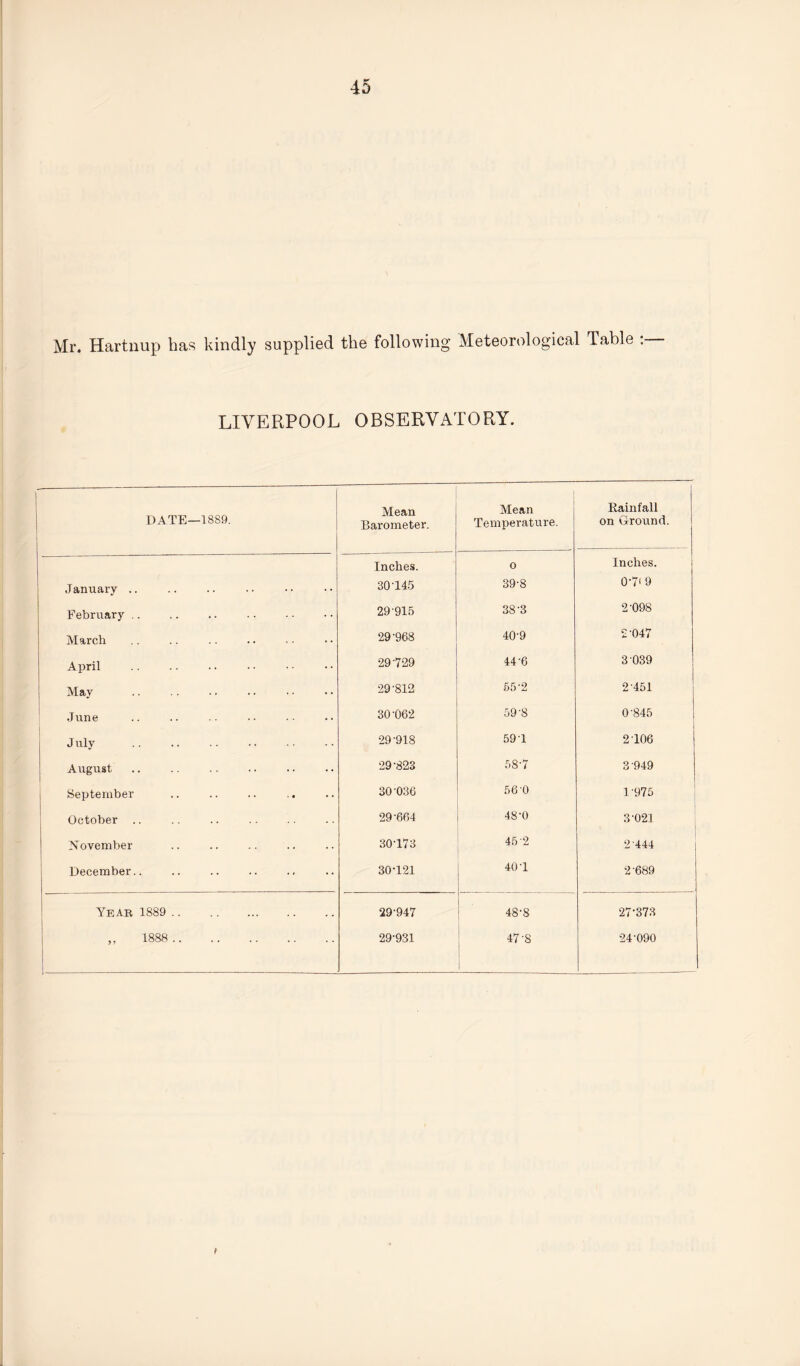 45
Mr. Hartnup has kindly supplied the following Meteorological Table :—
LIVERPOOL OBSERVATORY.
DATE—1889. Mean Barometer. Mean Temperature. Rainfall on Ground.
Inches. o Inches.
January .. .. .. .. .. .. 30·145 39·8
February .. .. .. .. .. .. 29·915 38·3 2·098
March .. .. .. .. .. .. 29·968 40·9 2·047
April .. .. .. .. .. .. 29·729 44·6 3·039
May .. .. .. .. .. .. 29·812 55·2 2·451
June .. .. .. .. .. .. 30·062 59·8 0·845
July .. .. .. .. .. .. 29·918 59·1 2·106
August .. .. .. .. .. .. 29·823 58·7 3·949
September .. .. .. .. .. 30·036 56·0 1·975
October .. .. .. .. .. .. 29·664 48·0 3·021
November .. .. .. .. .. 30·173 45·2 2·444
December.. .. .. .. .. .. 30·121 40·1 2·689
YEAR 1889 .. .. ... .. .. 29·947 48·8 27·373
,, 1888 .. .. .. .. .. 29·931 47·8 24·090